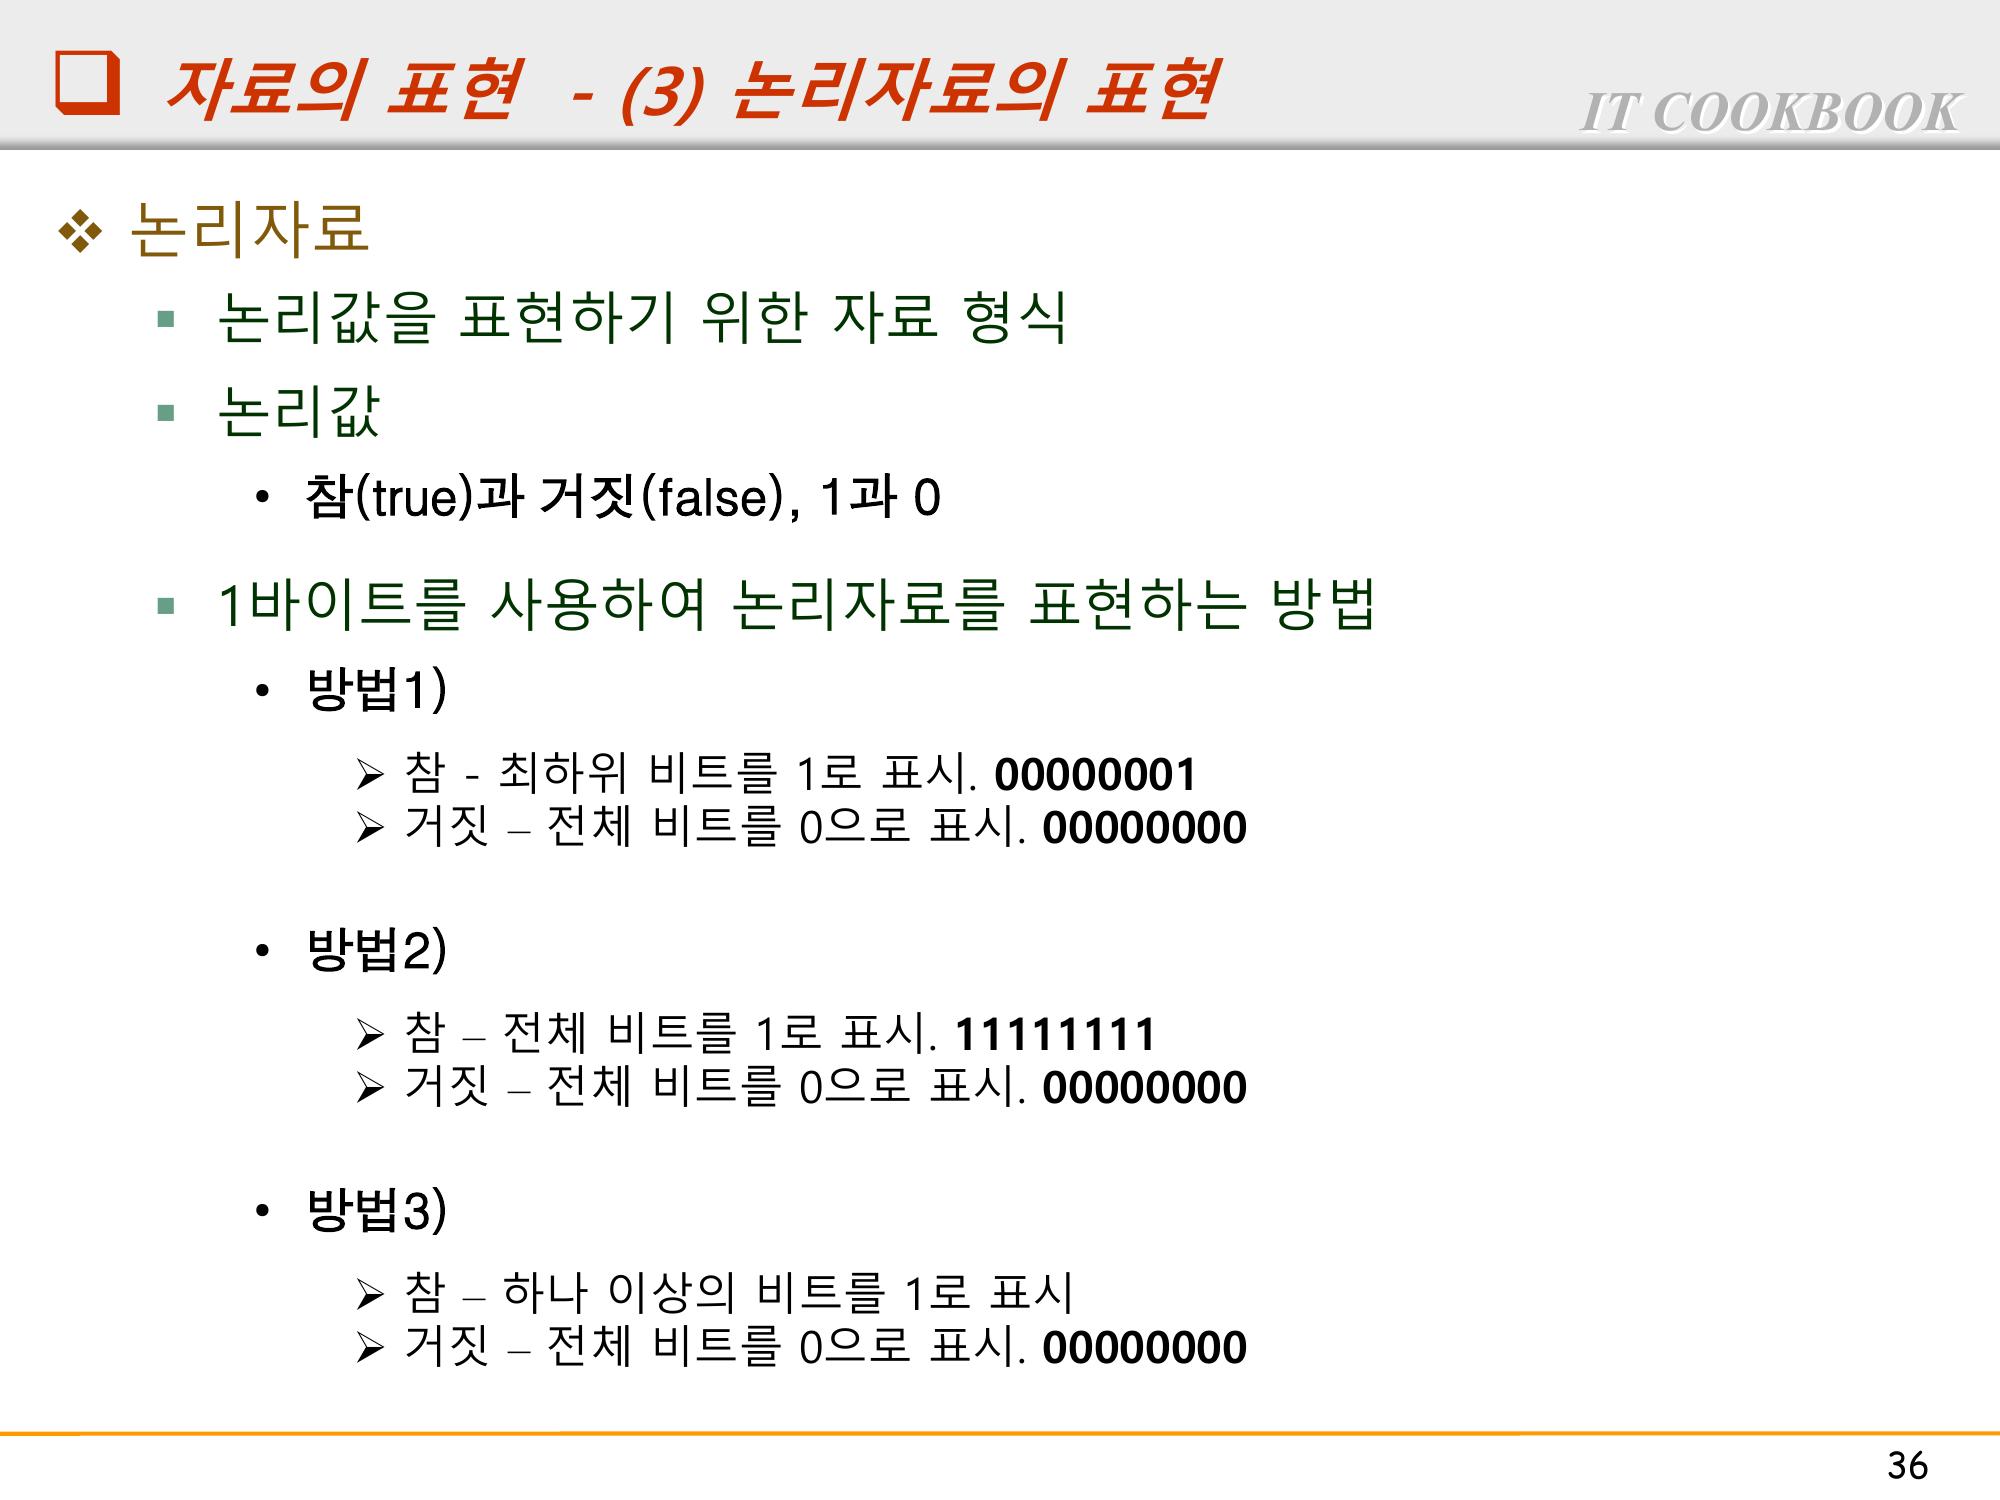 ❑ 자료의 표현 - (3) 논리자료의 표현
IT COOKBOOK
❖ 논리자료
▪ 논리값을 표현하기 위한 자료 형식
▪ 논리값
• 참(true)과 거짓(false), 1과 0
▪ 1바이트를 사용하여 논리자료를 표현하는 방법
• 방법1)
➢ 참 - 최하위 비트를 1로 표시. 00000001
➢ 거짓 – 전체 비트를 0으로 표시. 00000000
• 방법2)
➢ 참 – 전체 비트를 1로 표시. 11111111
➢ 거짓 – 전체 비트를 0으로 표시. 00000000
• 방법3)
➢ 참 – 하나 이상의 비트를 1로 표시
➢ 거짓 – 전체 비트를 0으로 표시. 00000000
36